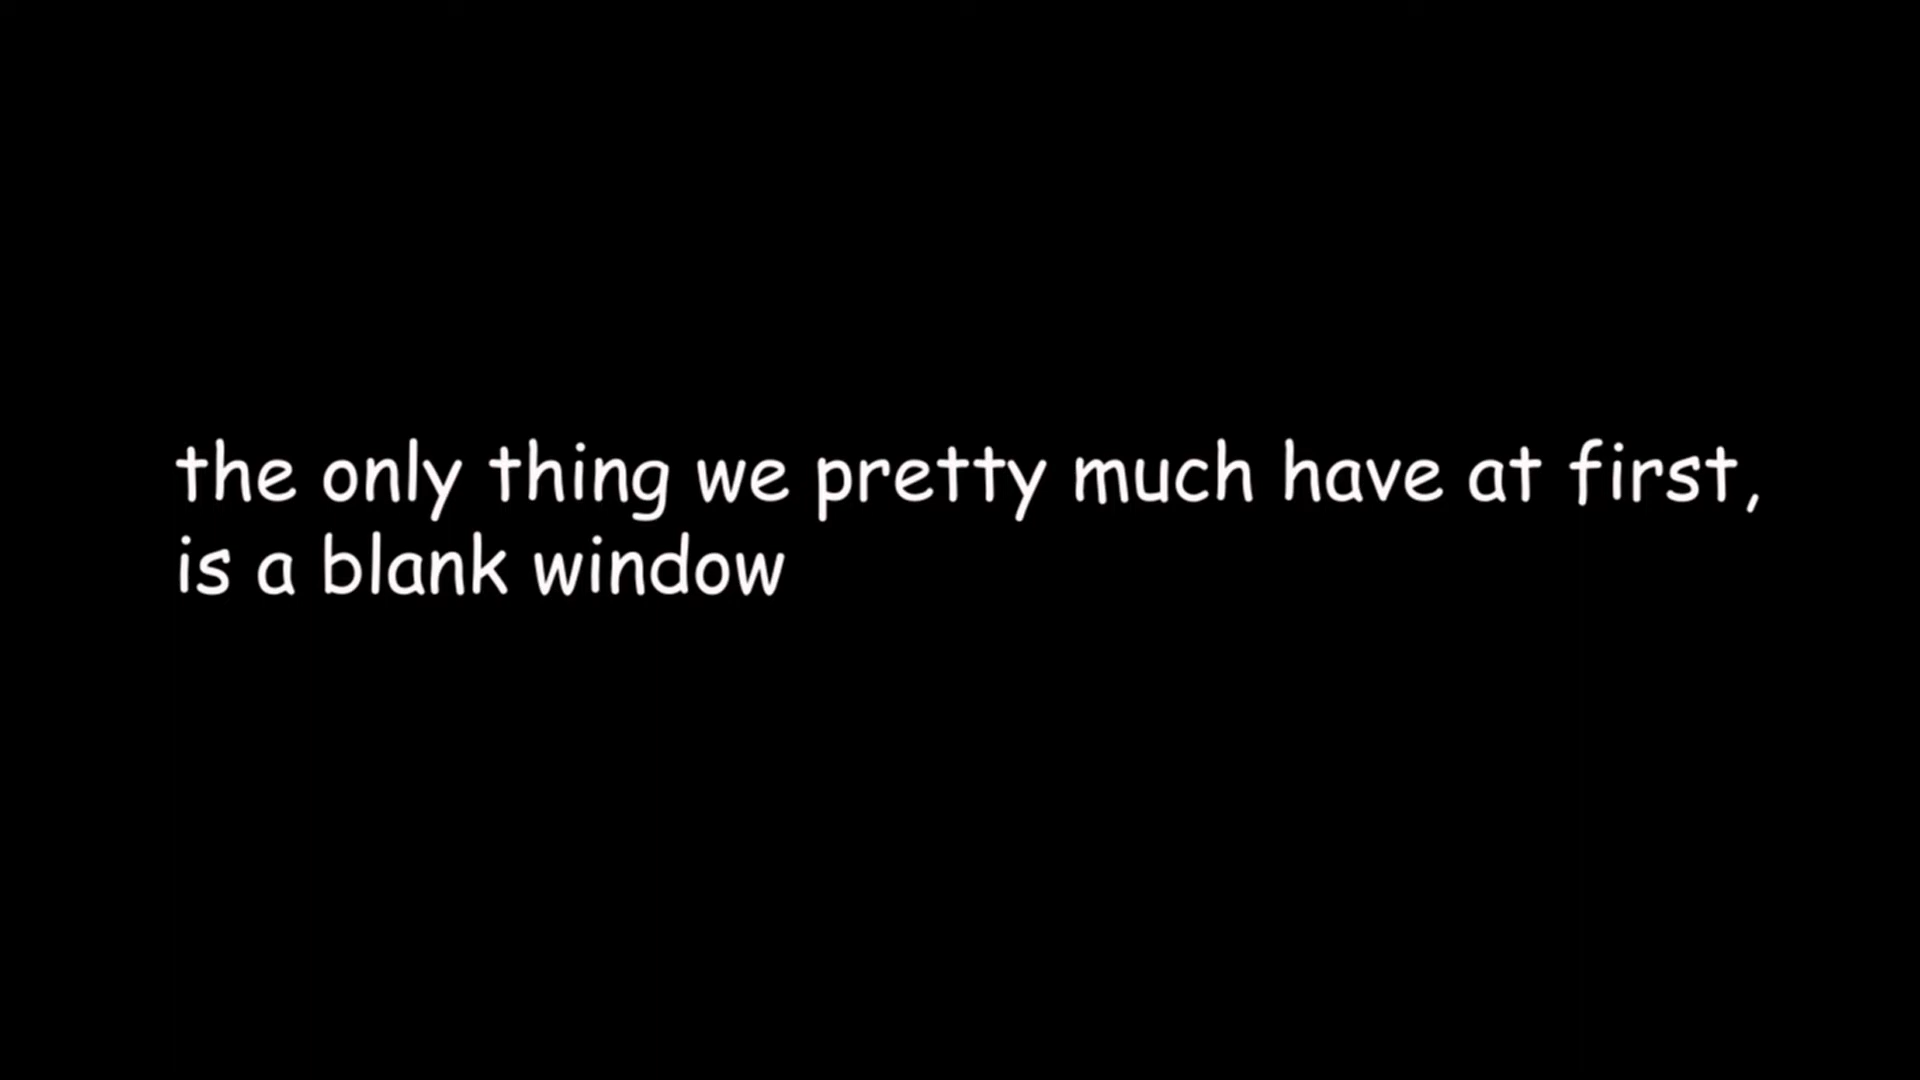 the only thing we pretty much have at first,
is a blank window